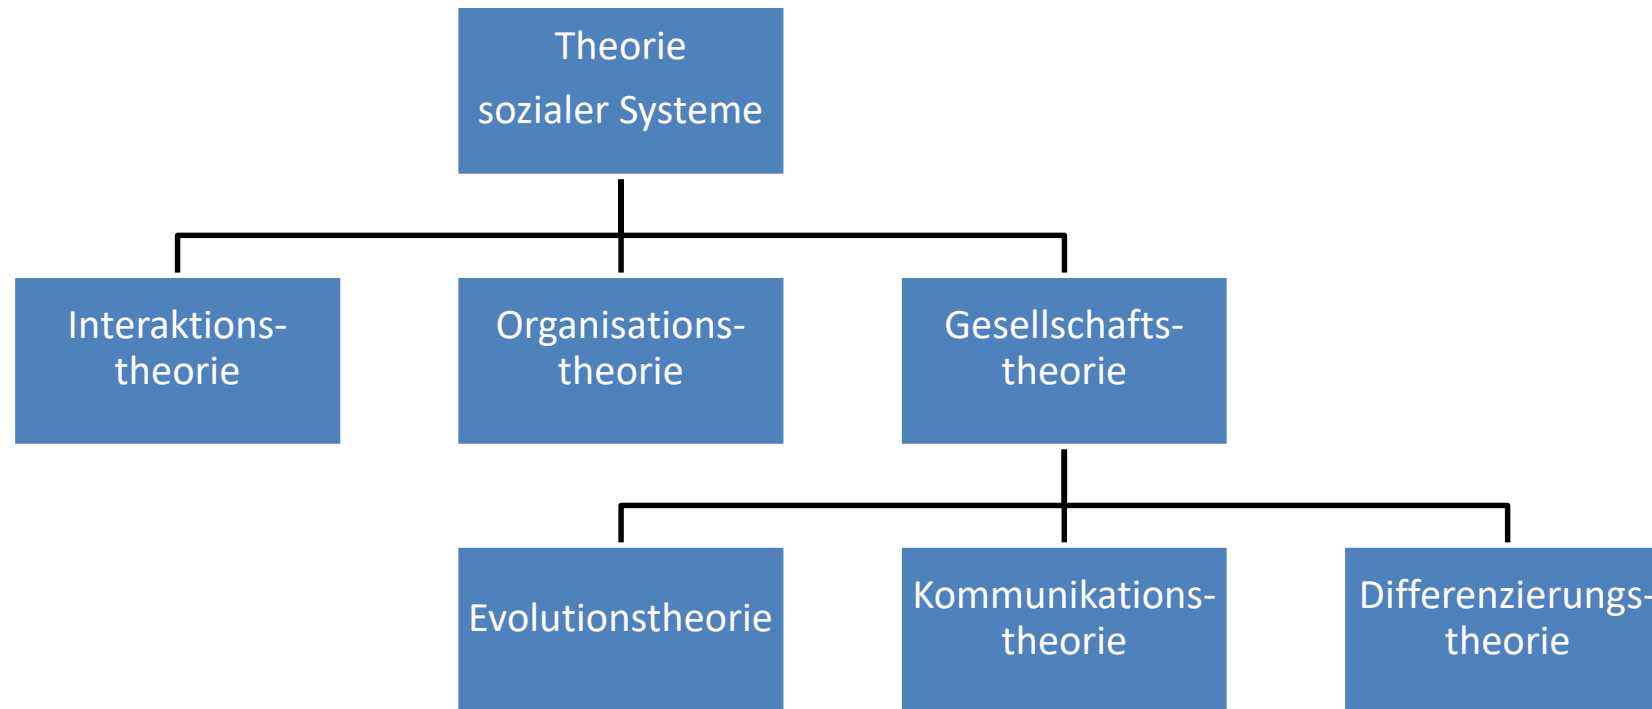 Theorie
sozialer Systeme
Interaktions-
theorie
Organisations-
theorie
Gesellschafts-
theorie
Evolutionstheorie
Kommunikations-
theorie
Differenzierungs-
theorie